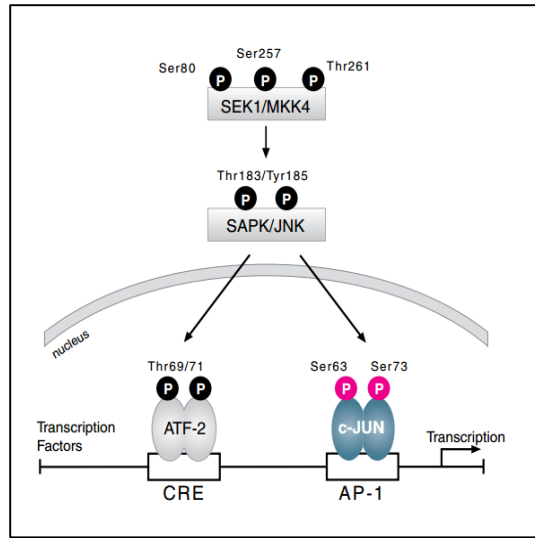 Ser80
Ser257
Thr261
P P P
SEK1/MKK4
Thr183/Tyr185
P P
SAPK/JNK
nucleus
Thr69/71
Ser63
Ser73
P P
P P
ATF-2
c-JUN
Transcription
Factors
Transcription
CRE
AP-1